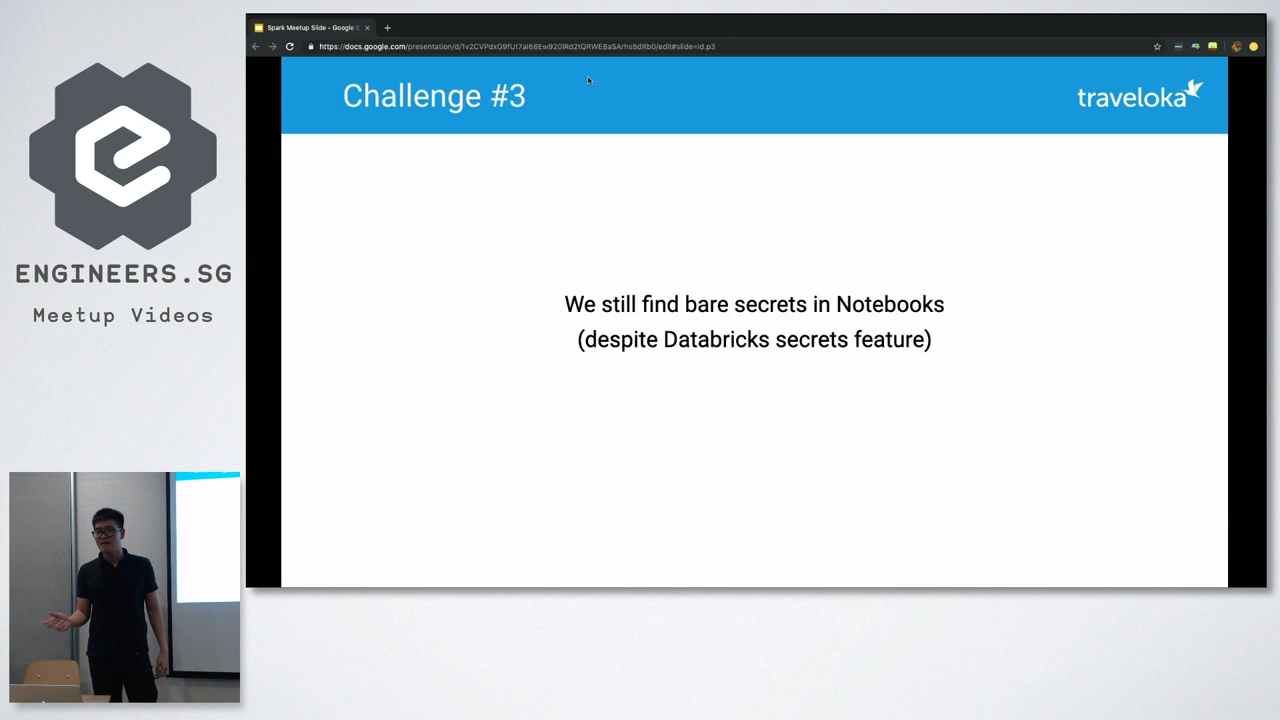 Spark Meetup Slide - Google S
Challenge #3
traveloka
We still find bare secrets in Notebooks
(despite Databricks secrets feature)
ENGINEERS.SG
Meetup Videos